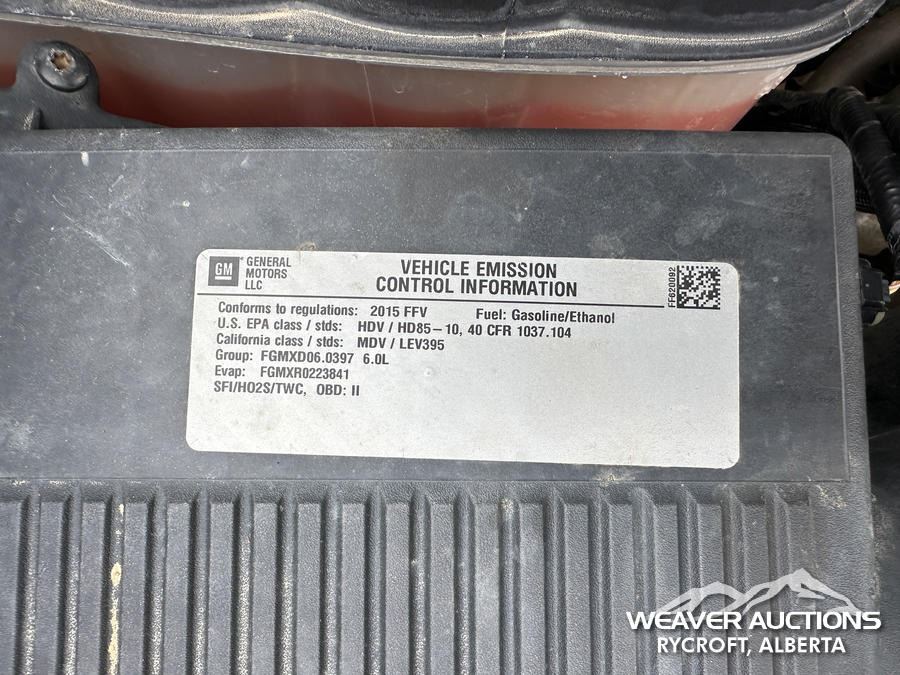 GM
GENERAL
MOTORS
LLC
VEHICLE EMISSION
CONTROL INFORMATION
FF620092
Conforms to regulations: 2015 FFV Fuel: Gasoline/Ethanol
U.S. EPA class / stds: HDV / HD85-10, 40 CFR 1037.104
California class / stds: MDV / LEV395
Group: FGMXD06.0397 6.0L
Evap: FGMXR0223841
SFI/HO2S/TWC, OBD: II
WEAVER AUCTIONS
RYCROFT, ALBERTA